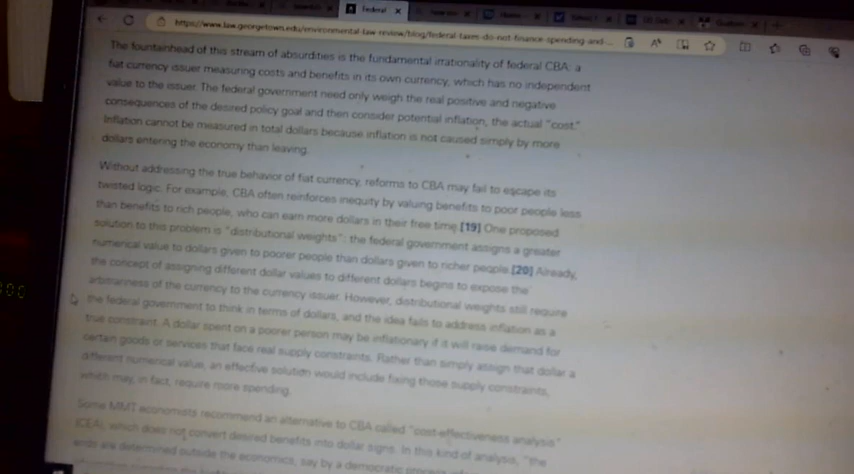 Federal
https://www.law.georgetown.edu/environmental-law-review/blog/federal-taxes-do-not-finance-spending-and-...
The fountainhead of this stream of absurdities is the fundamental irrationality of federal CBA: a
fiat currency issuer measuring costs and benefits in its own currency, which has no independent
value to the issuer. The federal government need only weigh the real positive and negative
consequences of the desired policy goal and then consider potential inflation, the actual "cost."
Inflation cannot be measured in total dollars because inflation is not caused simply by more
dollars entering the economy than leaving.
Without addressing the true behavior of fiat currency, reforms to CBA may fail to escape its
twisted logic. For example, CBA often reinforces inequity by valuing benefits to poor people less
than benefits to rich people, who can earn more dollars in their free time.[19] One proposed
solution to this problem is "distributional weights": the federal government assigns a greater
numerical value to dollars given to poorer people than dollars given to richer people.[20] Already,
the concept of assigning different dollar values to different dollars begins to expose the
arbitrariness of the currency to the currency issuer. However, distributional weights still require
the federal government to think in terms of dollars, and the idea fails to address inflation as a
true constraint. A dollar spent on a poorer person may be inflationary if it will raise demand for
certain goods or services that face real supply constraints. Rather than simply assign that dollar a
different numerical value, an effective solution would include fixing those supply constraints,
which may, in fact, require more spending.
Some MMT economists recommend an alternative to CBA called "cost-effectiveness analysis"
(CEA), which does not convert desired benefits into dollar signs. In this kind of analysis, "the
ends are determined outside the economics, say by a democratic process